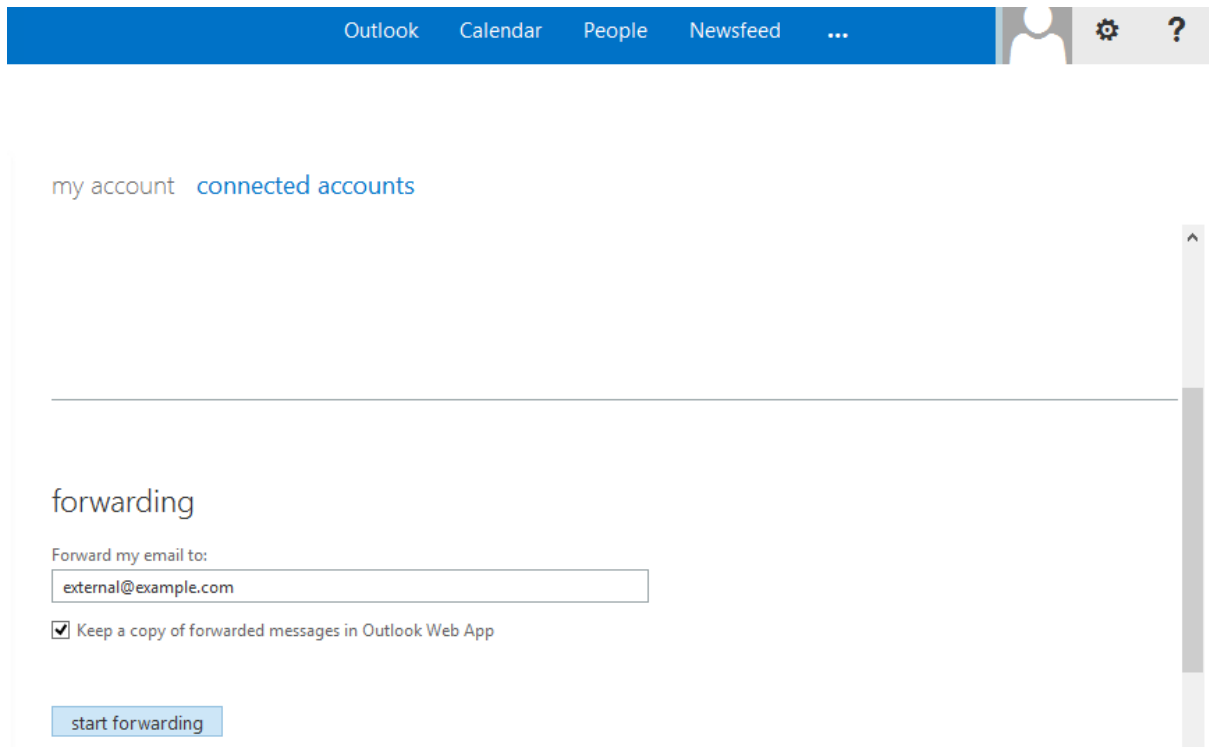 Outlook Calendar People Newsfeed ... ?
my account connected accounts
forwarding
Forward my email to:
external@example.com
Keep a copy of forwarded messages in Outlook Web App
start forwarding